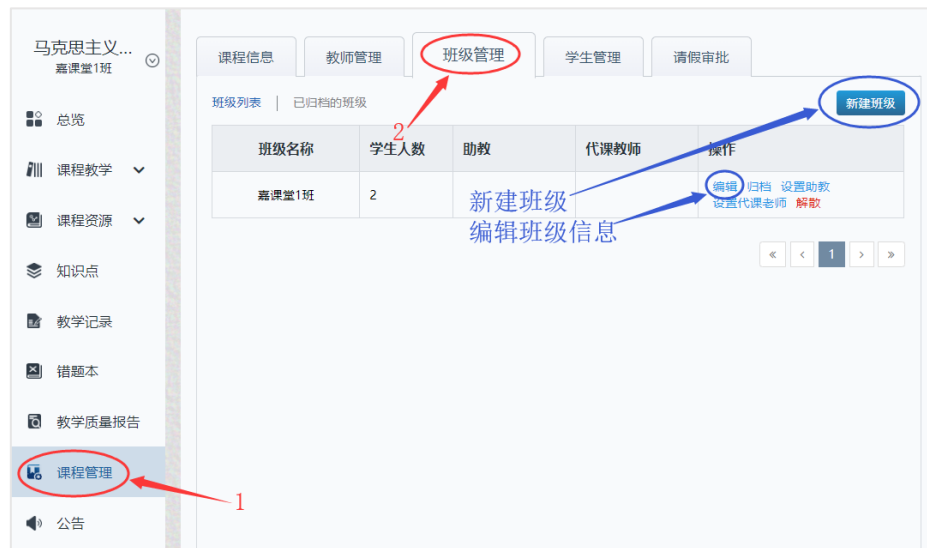 马克思主义...
嘉课堂1班
总览
课程教学
课程资源
知识点
教学记录
错题本
教学质量报告
课程管理
公告
1
课程信息 教师管理 班级管理 学生管理 请假审批
班级列表 | 已归档的班级
新建班级
2
班级名称 学生人数 助教 代课教师 操作
嘉课堂1班 2 编辑 归档 设置助教
设置代课老师 解散
新建班级
编辑班级信息
« < 1 > »